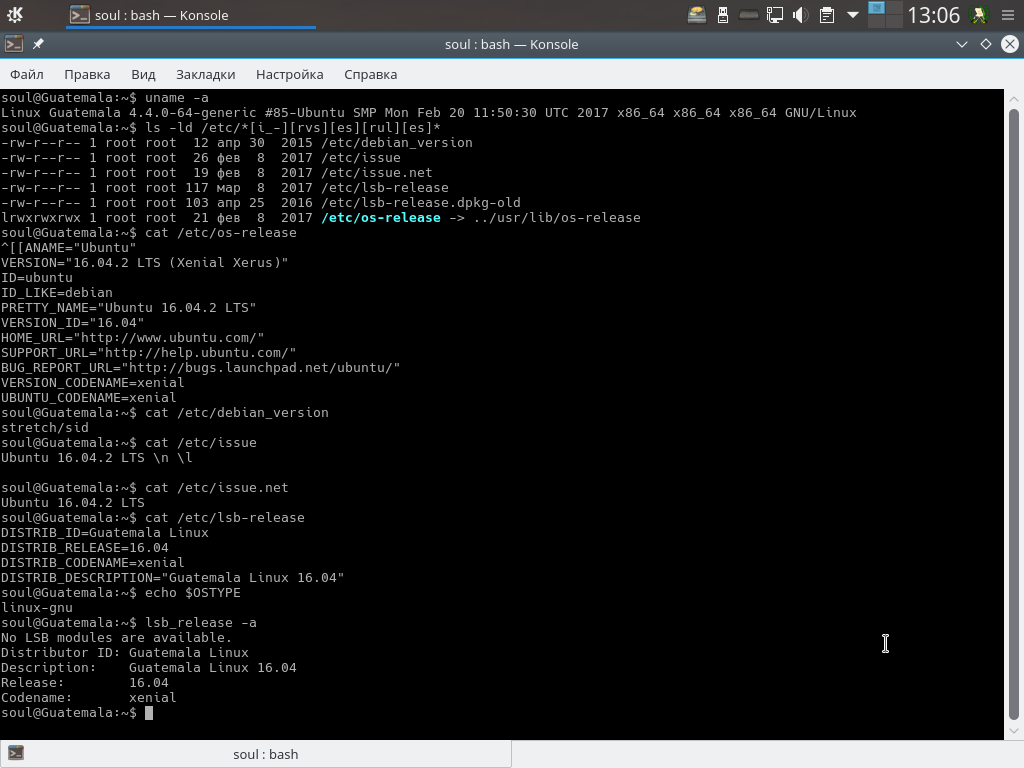 soul : bash — Konsole
13:06
soul : bash — Konsole
Файл Правка Вид Закладки Настройка Справка
soul@Guatemala:~$ uname -a
Linux Guatemala 4.4.0-64-generic #85-Ubuntu SMP Mon Feb 20 11:50:30 UTC 2017 x86_64 x86_64 x86_64 GNU/Linux
soul@Guatemala:~$ ls -ld /etc/*[i_-][rvs][es][rul][es]*
-rw-r--r-- 1 root root  12 апр 30  2015 /etc/debian_version
-rw-r--r-- 1 root root  26 фев  8  2017 /etc/issue
-rw-r--r-- 1 root root  19 фев  8  2017 /etc/issue.net
-rw-r--r-- 1 root root 117 мар  8  2017 /etc/lsb-release
-rw-r--r-- 1 root root 103 апр 25  2016 /etc/lsb-release.dpkg-old
lrwxrwxrwx 1 root root  21 фев  8  2017 /etc/os-release -> ../usr/lib/os-release
soul@Guatemala:~$ cat /etc/os-release
^[[ANAME="Ubuntu"
VERSION="16.04.2 LTS (Xenial Xerus)"
ID=ubuntu
ID_LIKE=debian
PRETTY_NAME="Ubuntu 16.04.2 LTS"
VERSION_ID="16.04"
HOME_URL="http://www.ubuntu.com/"
SUPPORT_URL="http://help.ubuntu.com/"
BUG_REPORT_URL="http://bugs.launchpad.net/ubuntu/"
VERSION_CODENAME=xenial
UBUNTU_CODENAME=xenial
soul@Guatemala:~$ cat /etc/debian_version
stretch/sid
soul@Guatemala:~$ cat /etc/issue
Ubuntu 16.04.2 LTS \n \l
soul@Guatemala:~$ cat /etc/issue.net
Ubuntu 16.04.2 LTS
soul@Guatemala:~$ cat /etc/lsb-release
DISTRIB_ID=Guatemala Linux
DISTRIB_RELEASE=16.04
DISTRIB_CODENAME=xenial
DISTRIB_DESCRIPTION="Guatemala Linux 16.04"
soul@Guatemala:~$ echo $OSTYPE
linux-gnu
soul@Guatemala:~$ lsb_release -a
No LSB modules are available.
Distributor ID: Guatemala Linux
Description:    Guatemala Linux 16.04
Release:        16.04
Codename:       xenial
soul@Guatemala:~$
soul : bash